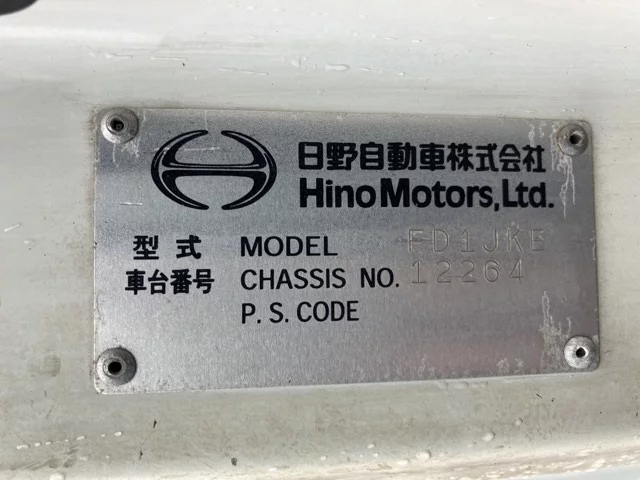 日野自動車株式会社
Hino Motors, Ltd.
型式 MODEL FD1JKE
車台番号 CHASSIS NO. 12264
P. S. CODE